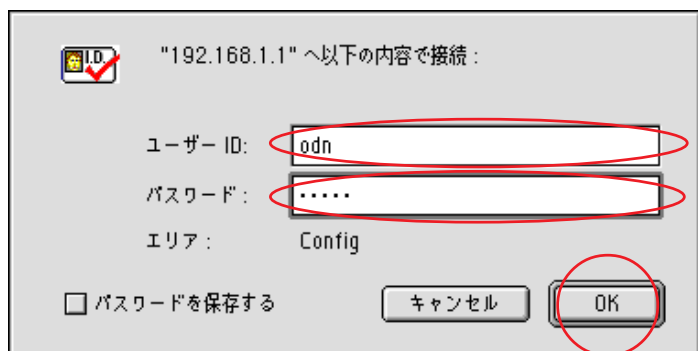 I.D.
"192.168.1.1" へ以下の内容で接続 :
ユーザー ID: odn
パスワード : •••••
エリア : Config
パスワードを保存する キャンセル OK